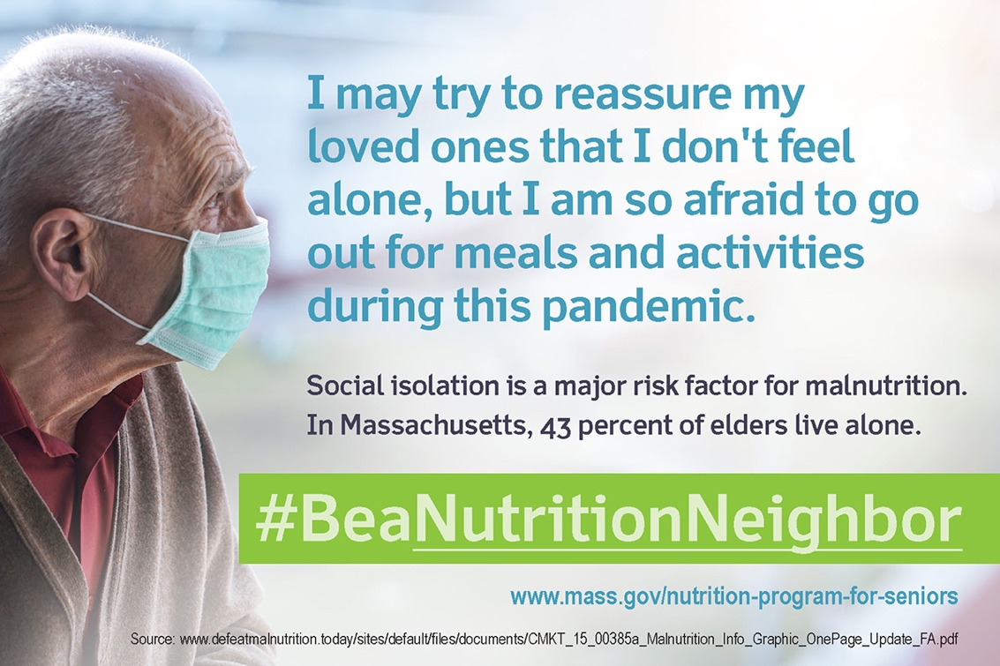 I may try to reassure my
loved ones that I don't feel
alone, but I am so afraid to go
out for meals and activities
during this pandemic.
Social isolation is a major risk factor for malnutrition.
In Massachusetts, 43 percent of elders live alone.
#BeaNutritionNeighbor
www.mass.gov/nutrition-program-for-seniors
Source: www.defeatmalnutrition.today/sites/default/files/documents/CMKT_15_00385a_Malnutrition_Info_Graphic_OnePage_Update_FA.pdf